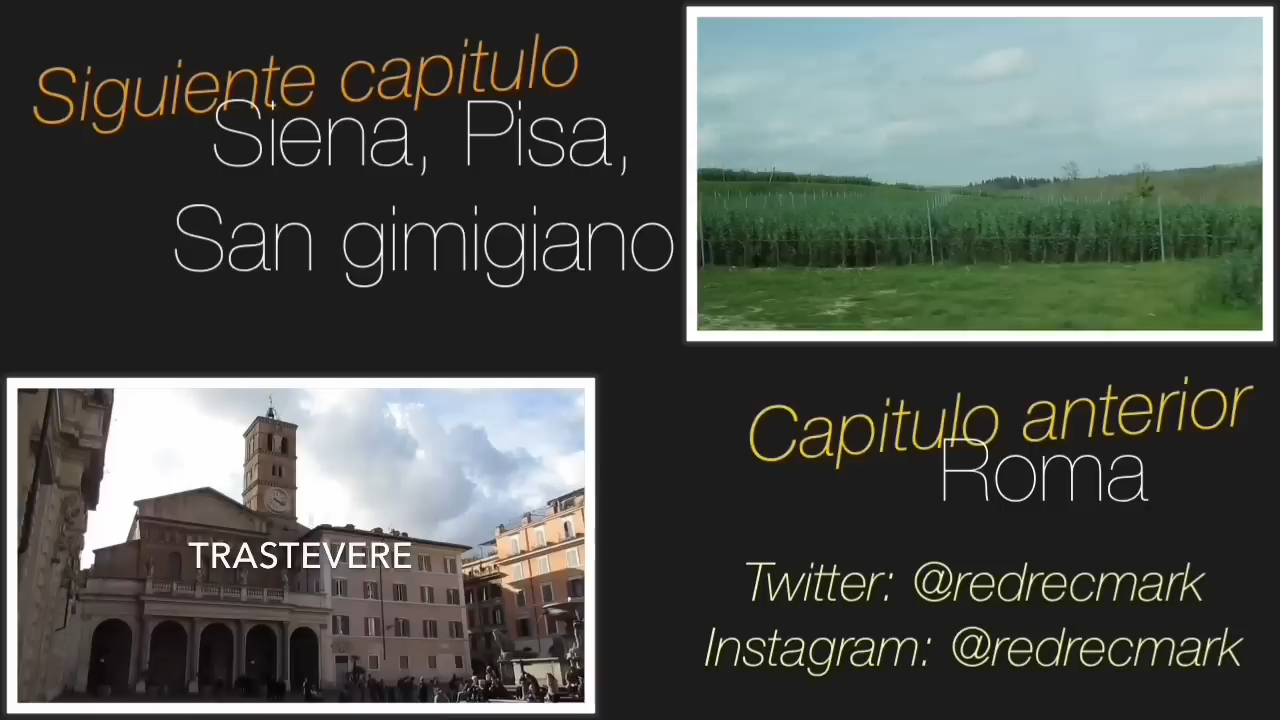 Siguiente capitulo
Siena, Pisa,
San gimigiano
TRASTEVERE
Capitulo anterior
Roma
Twitter: @redrecmark
Instagram: @redrecmark